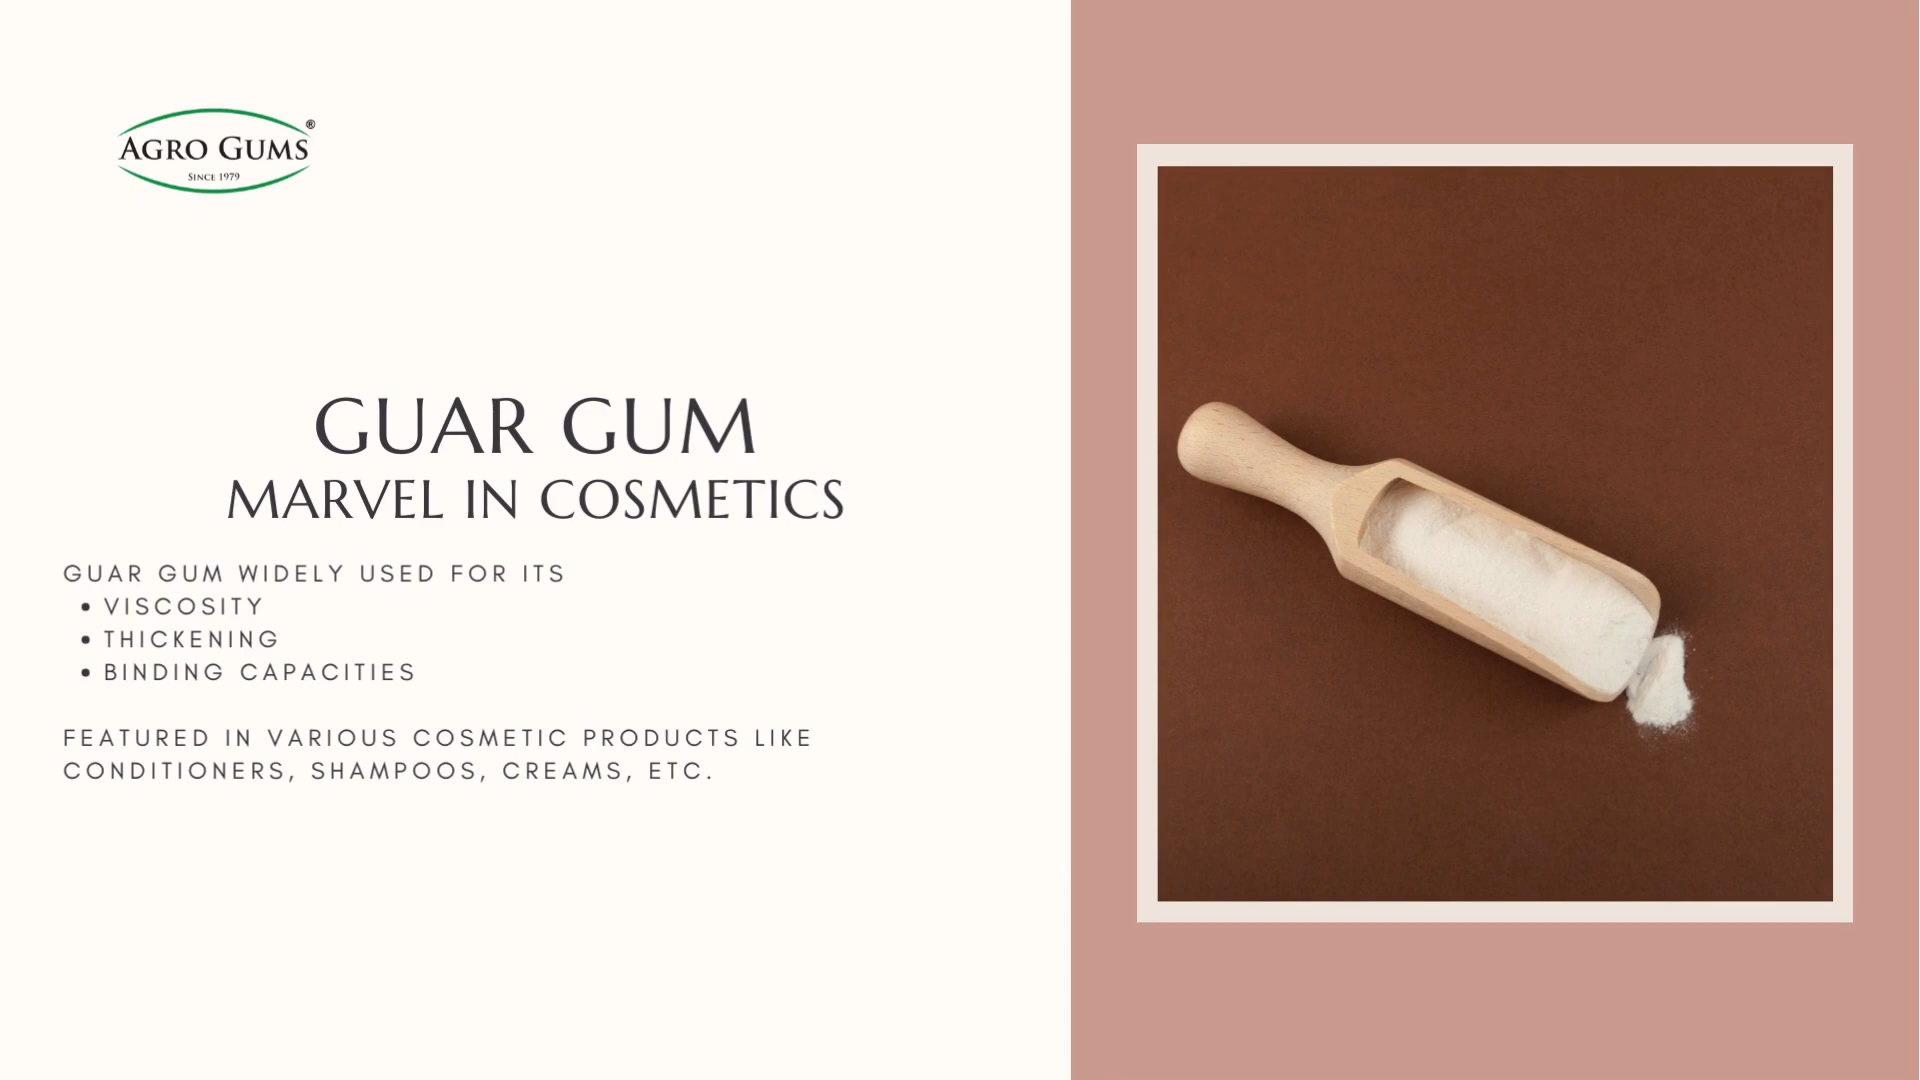 AGRO GUMS®
SINCE 1979
GUAR GUM
MARVEL IN COSMETICS
GUAR GUM WIDELY USED FOR ITS
• VISCOSITY
• THICKENING
• BINDING CAPACITIES
FEATURED IN VARIOUS COSMETIC PRODUCTS LIKE
CONDITIONERS, SHAMPOOS, CREAMS, ETC.